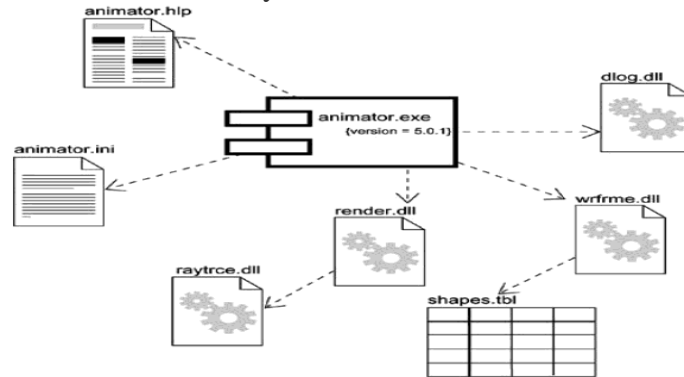 animator.hlp
dlog.dll
animator.exe
{version = 5.0.1}
animator.ini
wrfrme.dll
render.dll
raytrce.dll
shapes.tbl